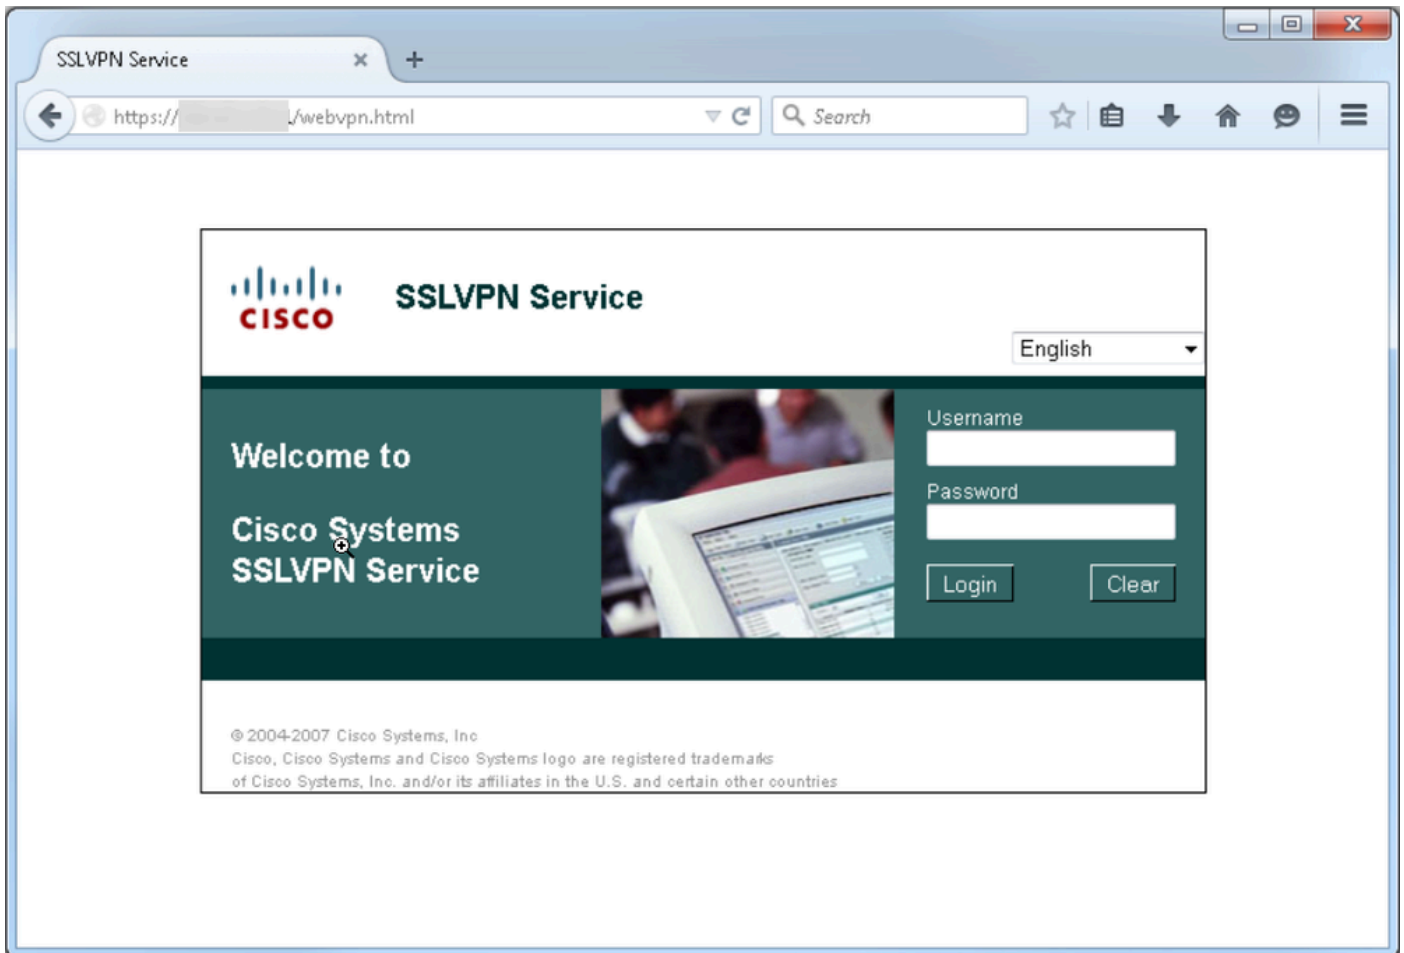 SSLVPN Service
https:// /webvpn.html
Search
CISCO
SSLVPN Service
English
Welcome to
Cisco Systems
SSLVPN Service
Username
Password
Login
Clear
© 2004-2007 Cisco Systems, Inc
Cisco, Cisco Systems and Cisco Systems logo are registered trademarks
of Cisco Systems, Inc. and/or its affiliates in the U.S. and certain other countries